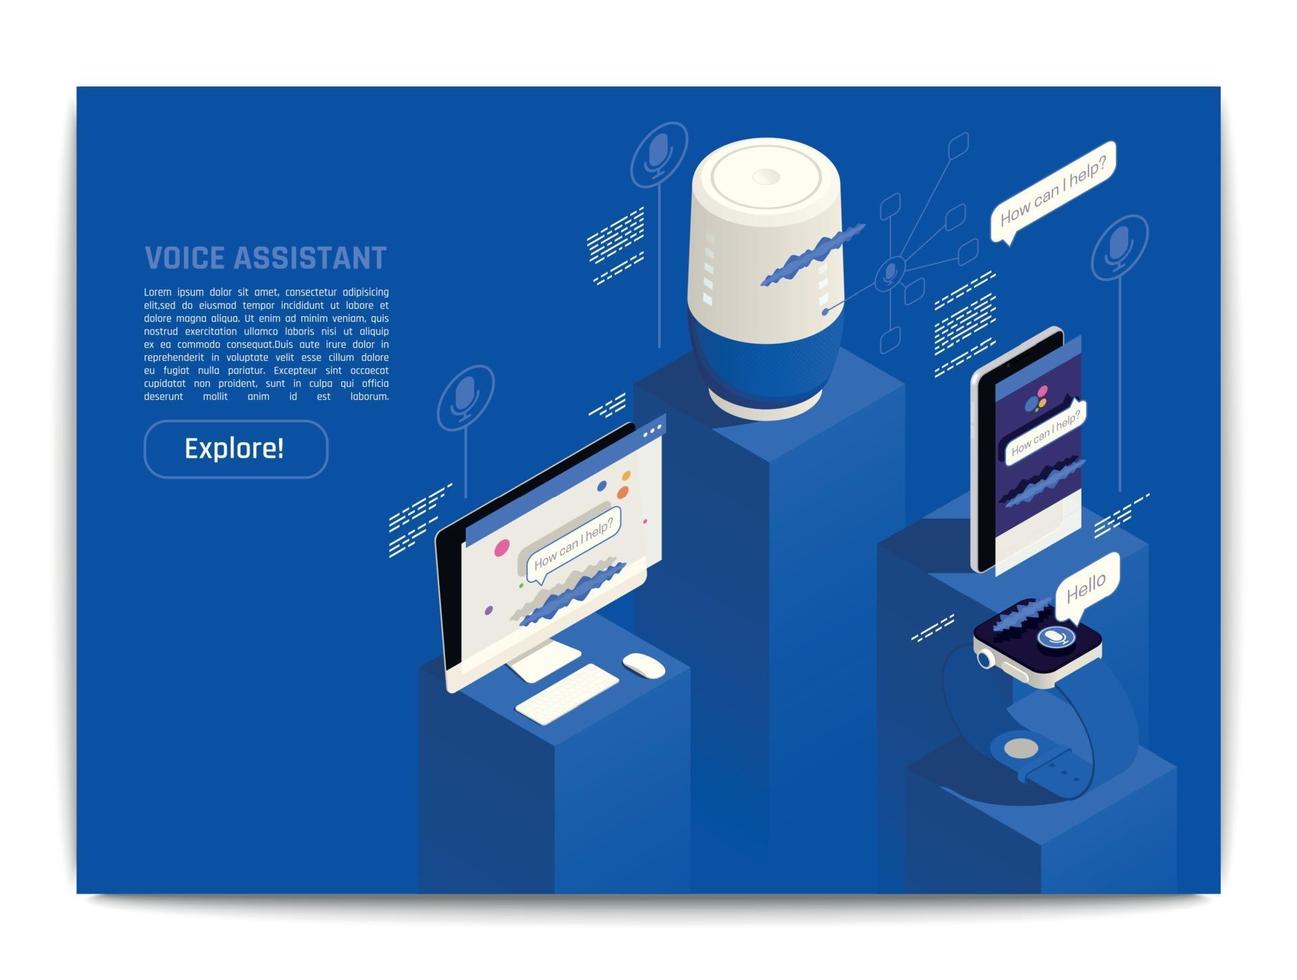 VOICE ASSISTANT
Lorem ipsum dolor sit amet, consectetur adipisicing
elit,sed do eiusmod tempor incididunt ut labore et
dolore magna aliqua. Ut enim ad minim veniam, quis
nostrud exercitation ullamco laboris nisi ut aliquip
ex ea commodo consequat.Duis aute irure dolor in
reprehenderit in voluptate velit esse cillum dolore
eu fugiat nulla pariatur. Excepteur sint occaecat
cupidatat non proident, sunt in culpa qui officia
deserunt mollit anim id est laborum.
Explore!
How can I help?
How can I help?
How can I help?
Hello